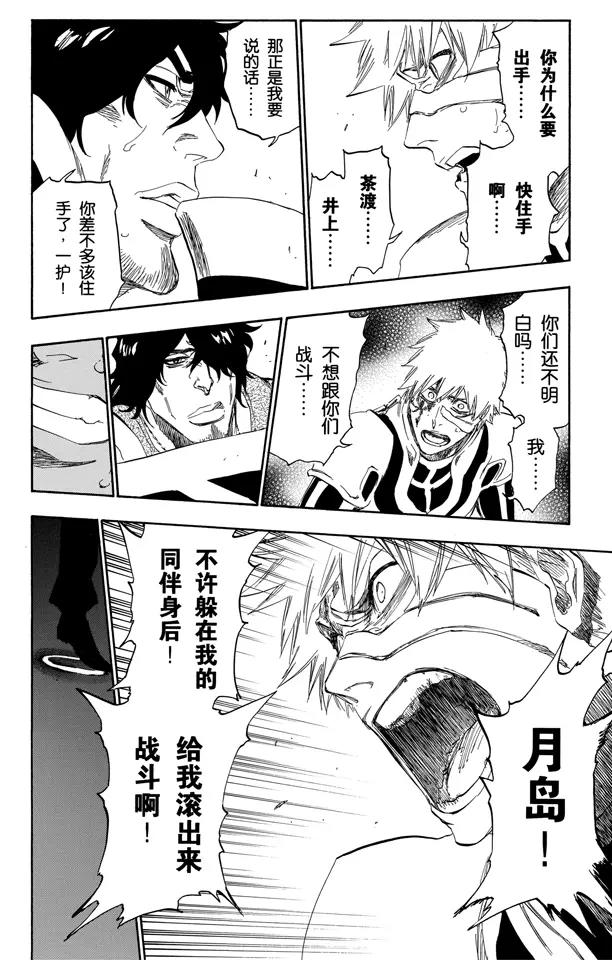 你为什么要
出手……
快住手
啊……
茶渡……
井上……
那正是我要
说的话……
你差不多该住
手了，一护！
你们还不明
白吗……
我……
不想跟你们
战斗……
月岛！
不许躲在我的
同伴身后！
给我滚出来
战斗啊！